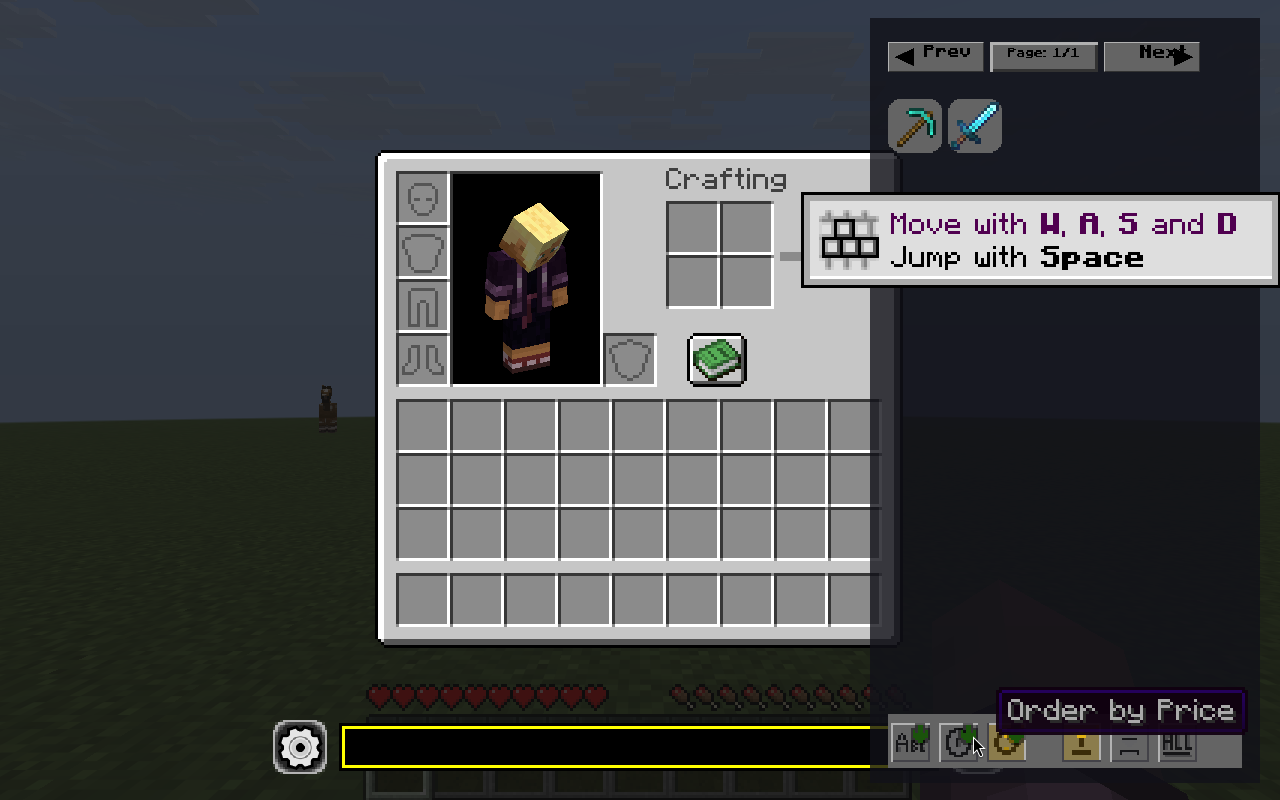 Prev
Page: 1/1
Next
Crafting
Move with W, A, S and D
Jump with Space
Order by Price
ALL